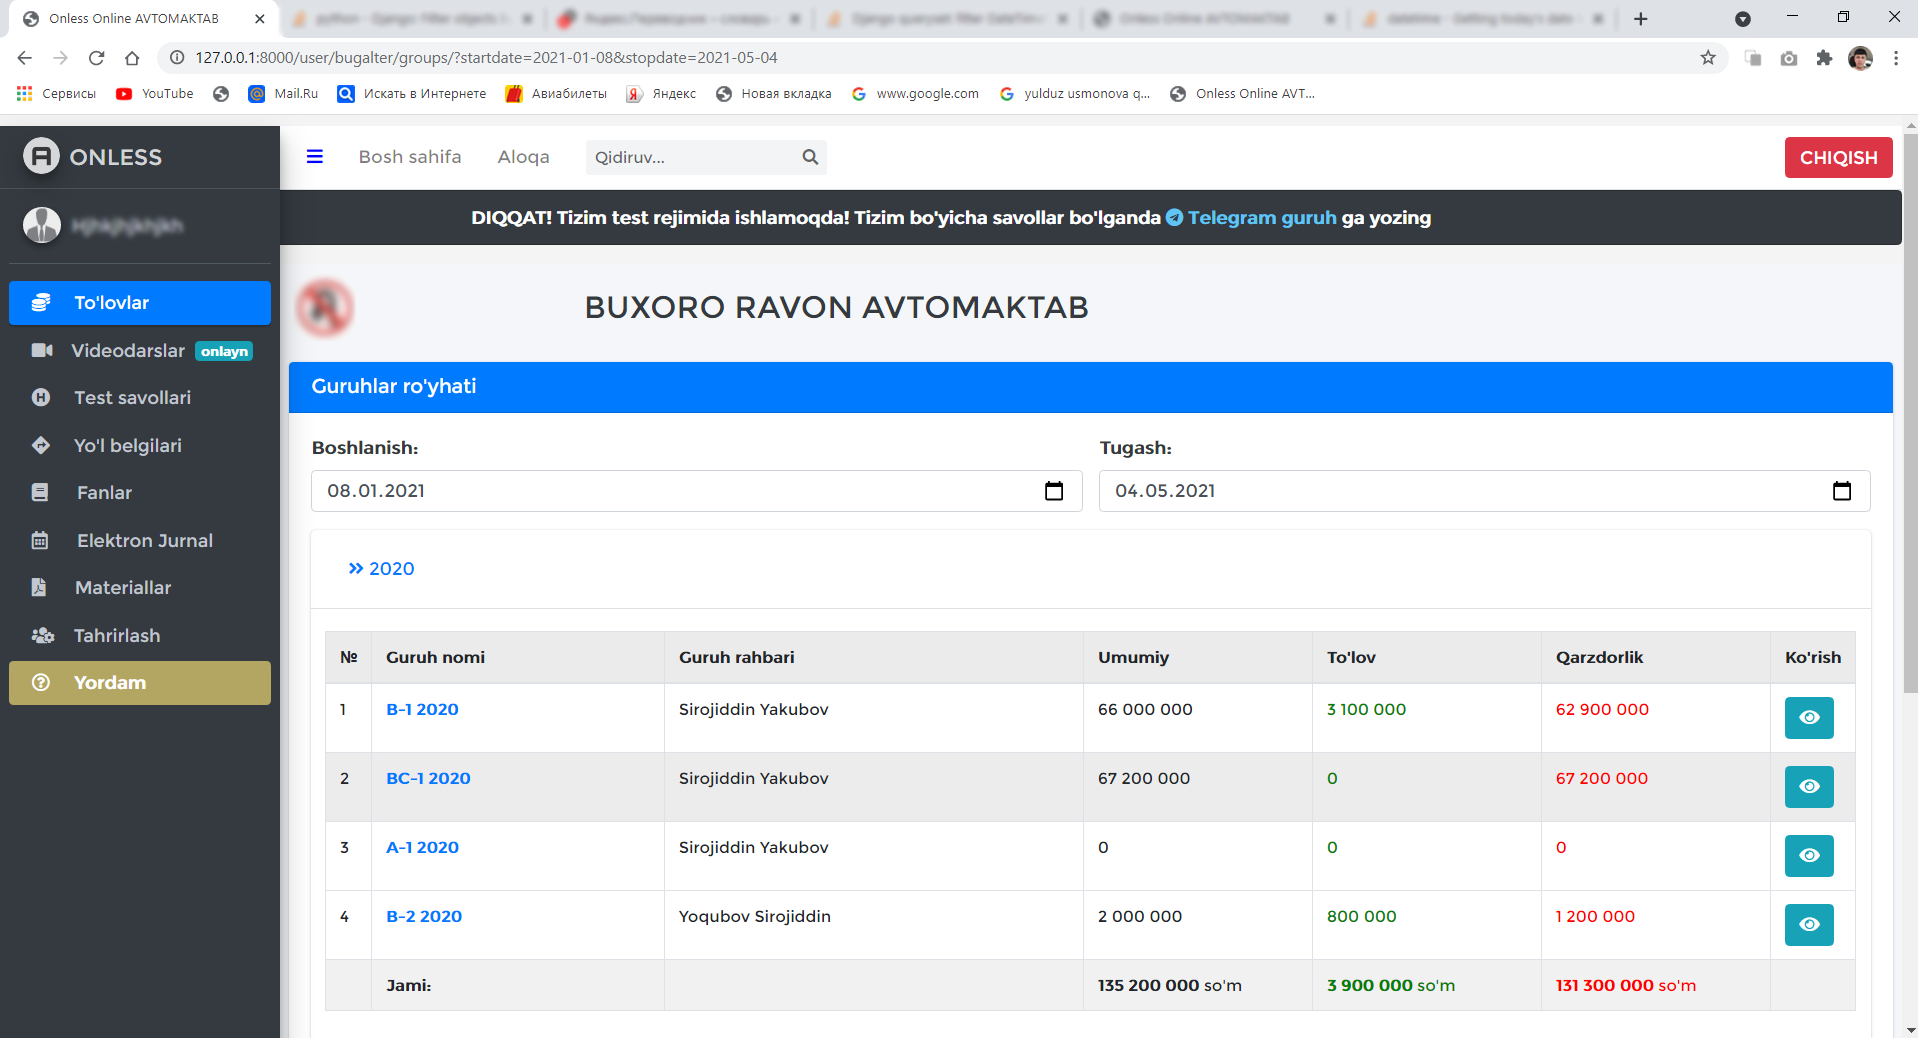 Onless Online AVTOMAKTAB
127.0.0.1:8000/user/bugalter/groups/?startdate=2021-01-08&stopdate=2021-05-04
Сервисы YouTube Mail.Ru Искать в Интернете Авиабилеты Яндекс Новая вкладка www.google.com yulduz usmonova q... Onless Online AVT...
ONLESS Bosh sahifa Aloqa Qidiruv... CHIQISH
DIQQAT! Tizim test rejimida ishlamoqda! Tizim bo'yicha savollar bo'lganda Telegram guruh ga yozing
To'lovlar
Videodarslar onlayn
Test savollari
Yo'l belgilari
Fanlar
Elektron Jurnal
Materiallar
Tahrirlash
Yordam
BUXORO RAVON AVTOMAKTAB
Guruhlar ro'yhati
Boshlanish: Tugash:
08.01.2021 04.05.2021
2020
№ Guruh nomi Guruh rahbari Umumiy To'lov Qarzdorlik Ko'rish
1 B-1 2020 Sirojiddin Yakubov 66 000 000 3 100 000 62 900 000
2 BC-1 2020 Sirojiddin Yakubov 67 200 000 0 67 200 000
3 A-1 2020 Sirojiddin Yakubov 0 0 0
4 B-2 2020 Yoqubov Sirojiddin 2 000 000 800 000 1 200 000
Jami: 135 200 000 so'm 3 900 000 so'm 131 300 000 so'm